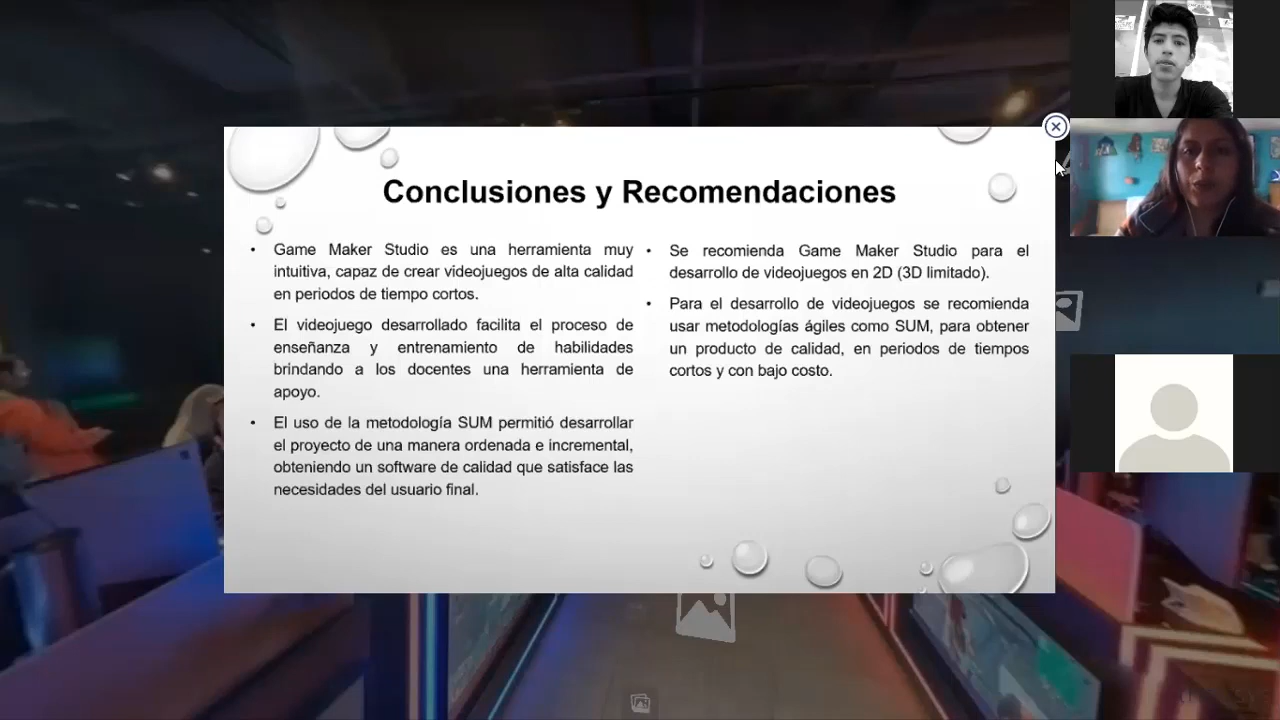 Conclusiones y Recomendaciones
• Game Maker Studio es una herramienta muy
intuitiva, capaz de crear videojuegos de alta calidad
en periodos de tiempo cortos.
• El videojuego desarrollado facilita el proceso de
enseñanza y entrenamiento de habilidades
brindando a los docentes una herramienta de
apoyo.
• El uso de la metodología SUM permitió desarrollar
el proyecto de una manera ordenada e incremental,
obteniendo un software de calidad que satisface las
necesidades del usuario final.
• Se recomienda Game Maker Studio para el
desarrollo de videojuegos en 2D (3D limitado).
• Para el desarrollo de videojuegos se recomienda
usar metodologías ágiles como SUM, para obtener
un producto de calidad, en periodos de tiempos
cortos y con bajo costo.